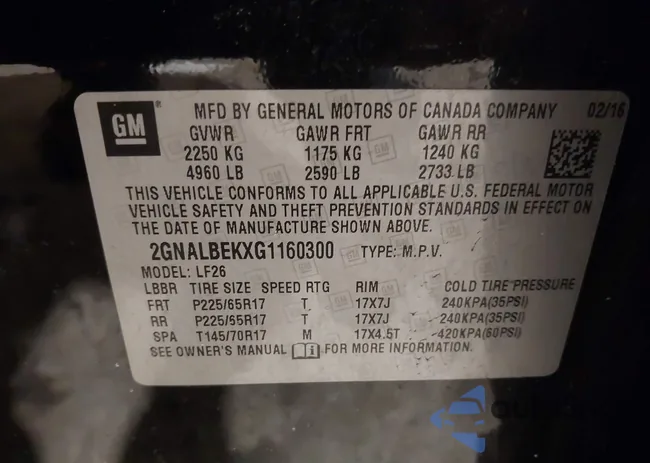 GM
MFD BY GENERAL MOTORS OF CANADA COMPANY 02/16
GVWR GAWR FRT GAWR RR
2250 KG 1175 KG 1240 KG
4960 LB 2590 LB 2733 LB
THIS VEHICLE CONFORMS TO ALL APPLICABLE U.S. FEDERAL MOTOR
VEHICLE SAFETY AND THEFT PREVENTION STANDARDS IN EFFECT ON
THE DATE OF MANUFACTURE SHOWN ABOVE.
2GNALBEKXG1160300 TYPE: M.P.V.
MODEL: LF26
LBBR TIRE SIZE SPEED RTG RIM COLD TIRE PRESSURE
FRT P225/65R17 T 17X7J 240KPA(35PSI)
RR P225/65R17 T 17X7J 240KPA(35PSI)
SPA T145/70R17 M 17X4.5T 420KPA(60PSI)
SEE OWNER'S MANUAL FOR MORE INFORMATION.